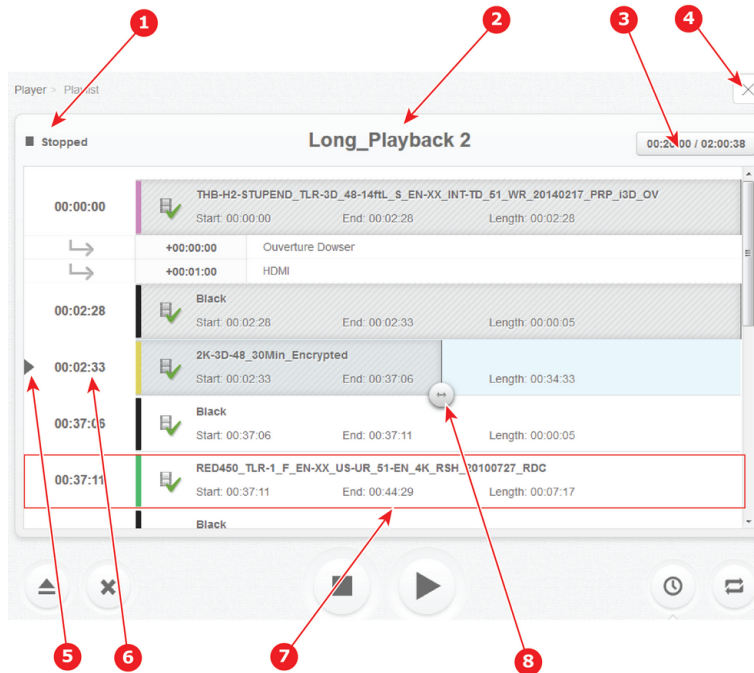 1
2
3
4
Player > Playlist
Stopped
Long_Playback 2
00:20:00 / 02:00:38
00:00:00
THB-H2-STUPEND_TLR-3D_48-14ftL_S_EN-XX_INT-TD_51_WR_20140217_PRP_i3D_OV
Start: 00:00:00 End: 00:02:28 Length: 00:02:28
+00:00:00 Ouverture Dowser
+00:01:00 HDMI
00:02:28
Black
Start: 00:02:28 End: 00:02:33 Length: 00:00:05
00:02:33
2K-3D-48_30Min_Encrypted
Start: 00:02:33 End: 00:37:06 Length: 00:34:33
00:37:06
Black
Start: 00:37:06 End: 00:37:11 Length: 00:00:05
00:37:11
RED450_TLR-1_F_EN-XX_US-UR_51-EN_4K_RSH_20100727_RDC
Start: 00:37:11 End: 00:44:29 Length: 00:07:17
Black
5
6
7
8